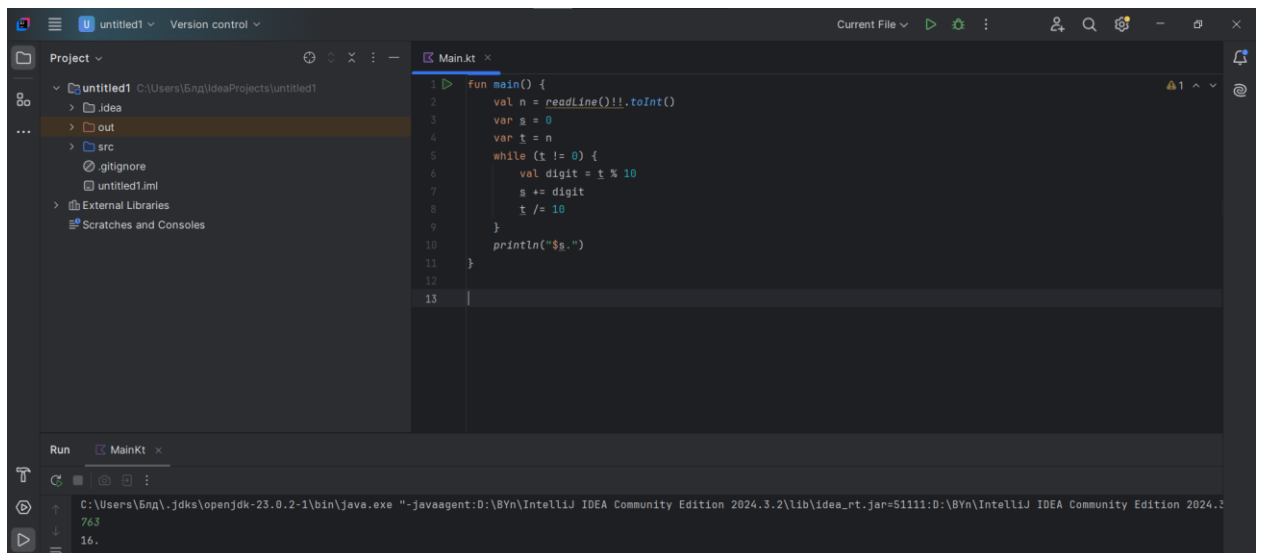 U untitled1 Version control Current File
Project
Main.kt
untitled1 C:\Users\Блд\IdeaProjects\untitled1
.idea
out
src
.gitignore
untitled1.iml
External Libraries
Scratches and Consoles
1 fun main() {
2 val n = readLine()!!.toInt()
3 var s = 0
4 var t = n
5 while (t != 0) {
6 val digit = t % 10
7 s += digit
8 t /= 10
9 }
10 println("$s.")
11 }
12
13
1
Run MainKt
C:\Users\Блд\.jdks\openjdk-23.0.2-1\bin\java.exe "-javaagent:D:\BYn\IntelliJ IDEA Community Edition 2024.3.2\lib\idea_rt.jar=51111:D:\BYn\IntelliJ IDEA Community Edition 2024.3
763
16.